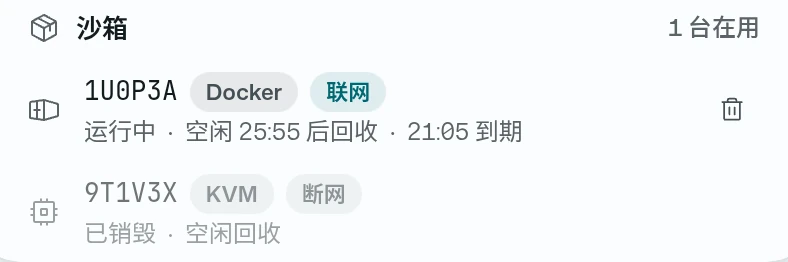 沙箱 1 台在用
1U0P3A Docker 联网
运行中 · 空闲 25:55 后回收 · 21:05 到期
9T1V3X KVM 断网
已销毁 · 空闲回收